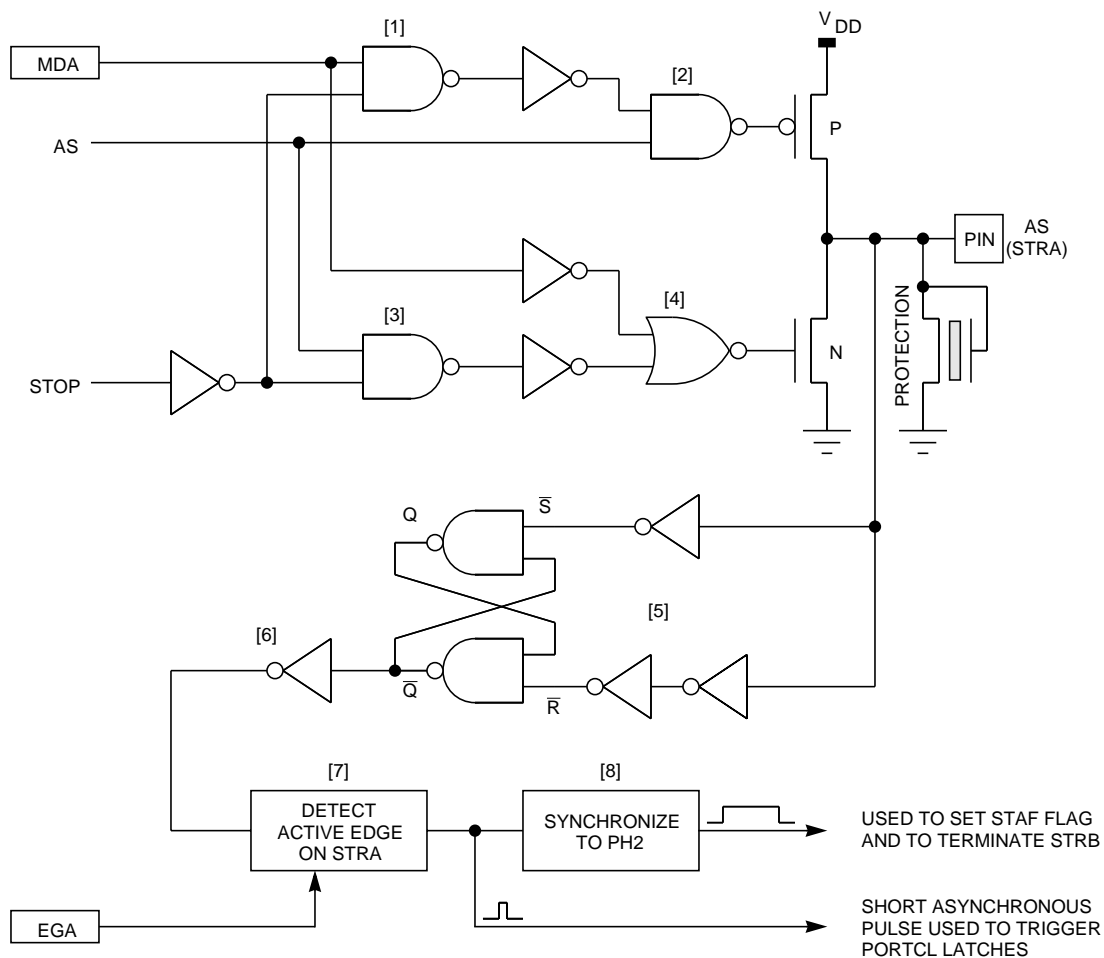 [1]
V DD
MDA
[2]
P
AS
PIN
AS
(STRA)
[3]
[4]
N
PROTECTION
STOP
Q
S̅
[5]
[6]
Q̅
R̅
[7]
[8]
DETECT
ACTIVE EDGE
ON STRA
SYNCHRONIZE
TO PH2
USED TO SET STAF FLAG
AND TO TERMINATE STRB
EGA
SHORT ASYNCHRONOUS
PULSE USED TO TRIGGER
PORTCL LATCHES